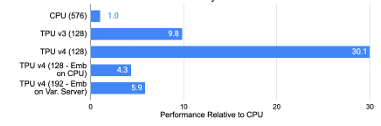 CPU (576)
1.0
TPU v3 (128)
9.8
TPU v4 (128)
30.1
TPU v4 (128 - Emb
on CPU)
4.3
TPU v4 (192 - Emb
on Var. Server)
5.9
0
10
20
30
Performance Relative to CPU